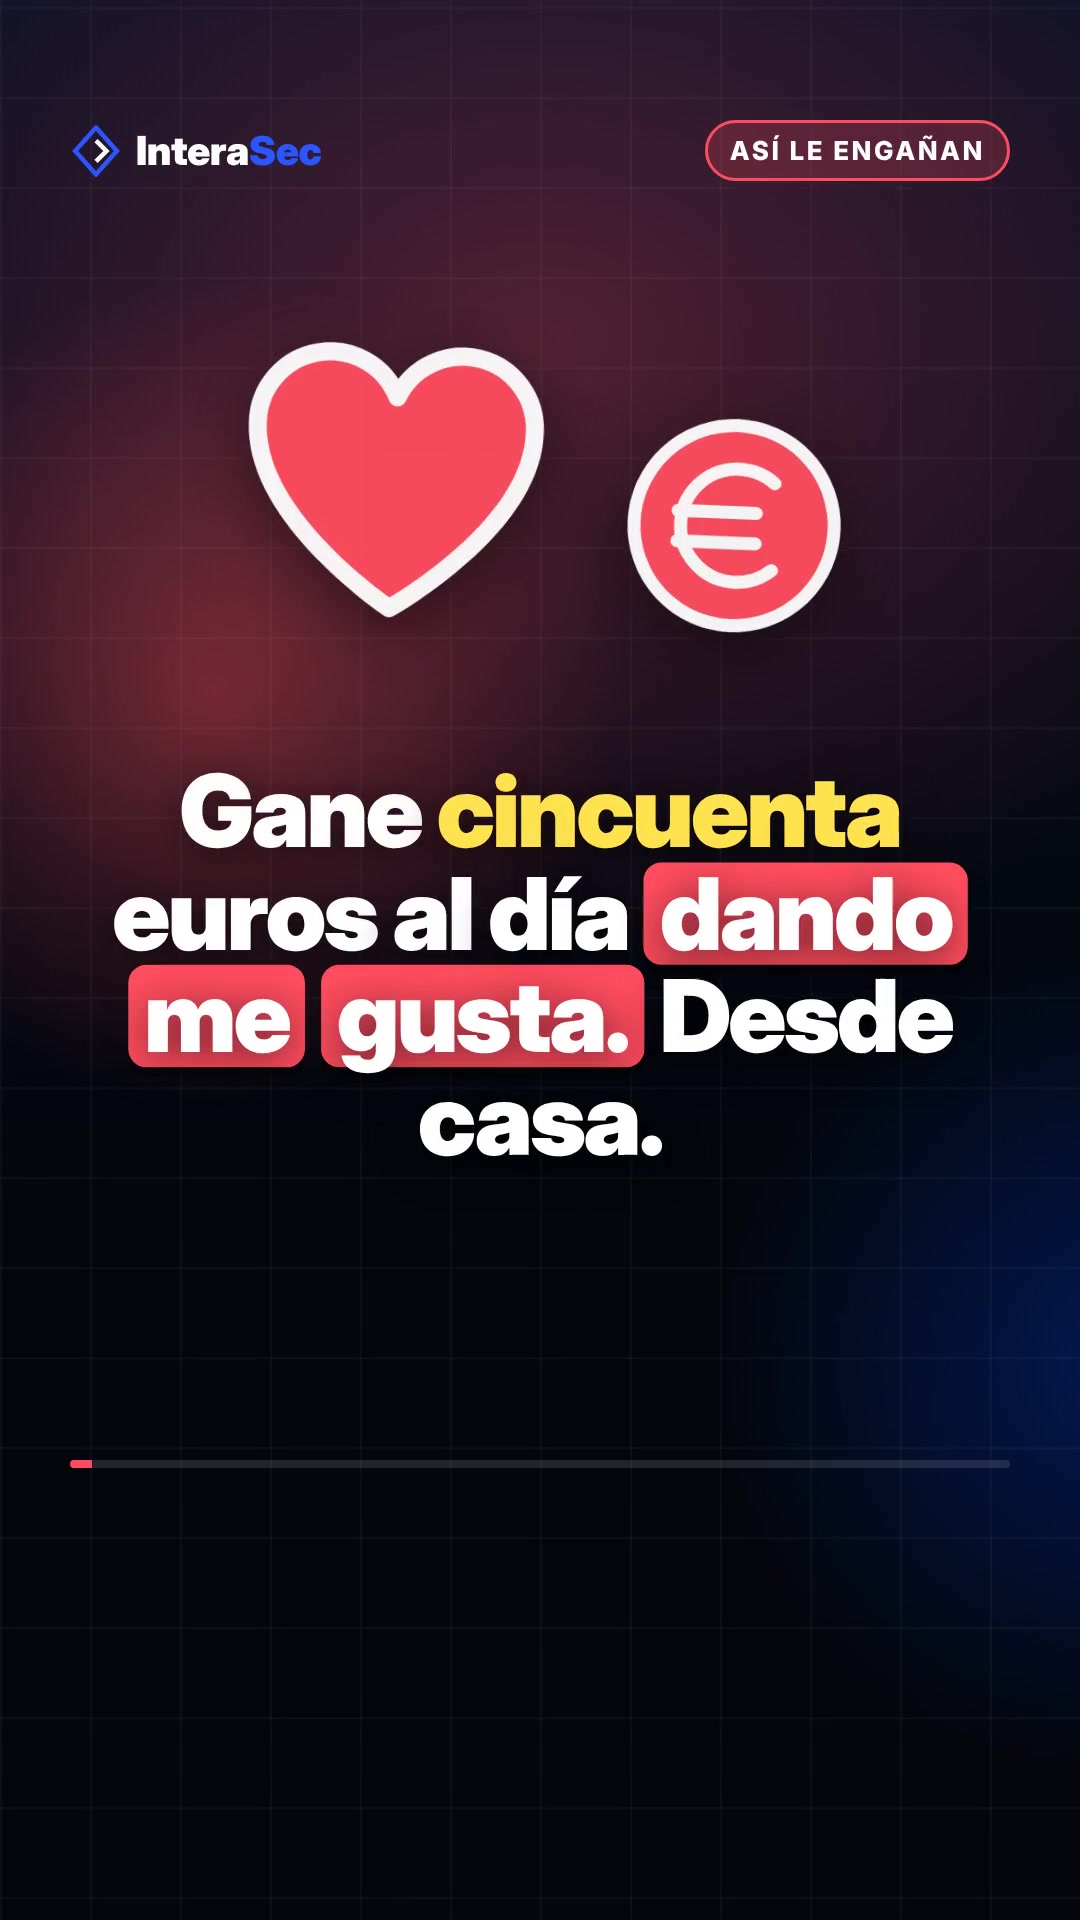 InteraSec
ASÍ LE ENGAÑAN
€
Gane cincuenta
euros al día dando
me gusta. Desde
casa.